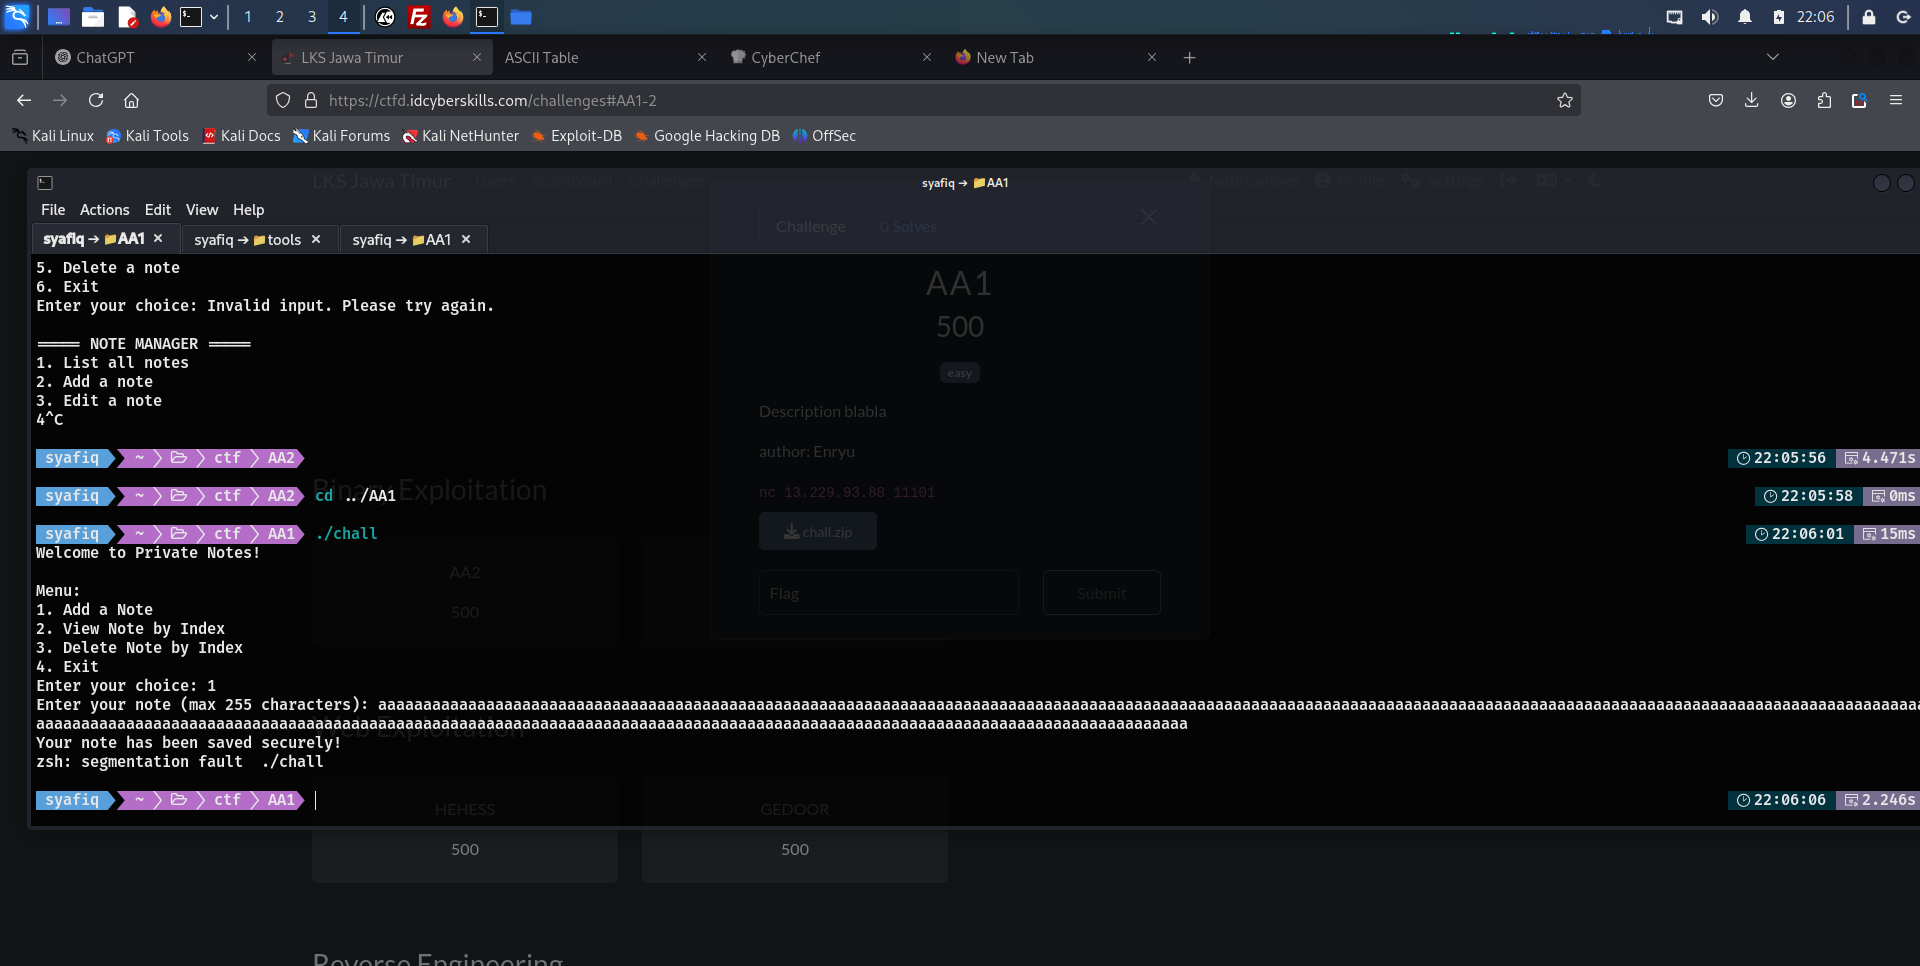 1 2 3 4 22:06
ChatGPT LKS Jawa Timur ASCII Table CyberChef New Tab
https://ctfd.idcyberskills.com/challenges#AA1-2
Kali Linux Kali Tools Kali Docs Kali Forums Kali NetHunter Exploit-DB Google Hacking DB OffSec
LKS Jawa Timur Users Scoreboard Challenges Notifications Profile Settings
syafiq → AA1
File Actions Edit View Help
syafiq → AA1 syafiq → tools syafiq → AA1
Challenge 0 Solves
AA1
500
easy
Description blabla
author: Enryu
nc 13.229.93.88 11101
chall.zip
Flag Submit
5. Delete a note
6. Exit
Enter your choice: Invalid input. Please try again.
===== NOTE MANAGER =====
1. List all notes
2. Add a note
3. Edit a note
4^C
syafiq ~ ctf AA2 22:05:56 4.471s
syafiq ~ ctf AA2 cd ../AA1 22:05:58 0ms
syafiq ~ ctf AA1 ./chall 22:06:01 15ms
Welcome to Private Notes!
Menu:
1. Add a Note
2. View Note by Index
3. Delete Note by Index
4. Exit
Enter your choice: 1
Enter your note (max 255 characters):
Your note has been saved securely!
zsh: segmentation fault ./chall
syafiq ~ ctf AA1 22:06:06 2.246s
Binary Exploitation
AA2
500
Web Exploitation
HEHESS GEDOOR
500 500
Reverse Engineering